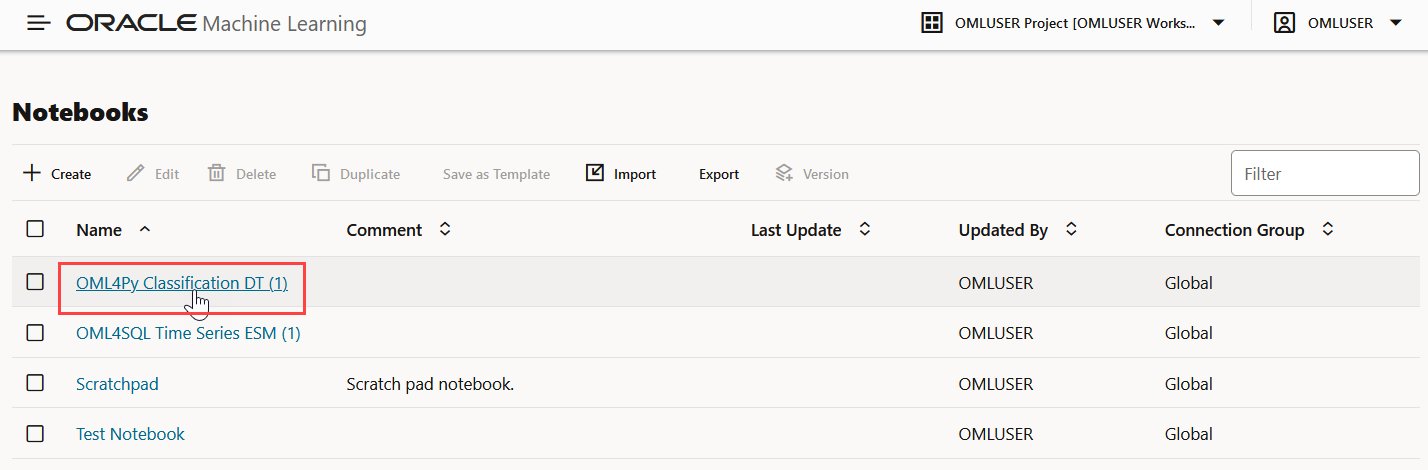 ORACLE Machine Learning OMLUSER Project [OMLUSER Works... OMLUSER
Notebooks
Create Edit Delete Duplicate Save as Template Import Export Version Filter
Name Comment Last Update Updated By Connection Group
OML4Py Classification DT (1) OMLUSER Global
OML4SQL Time Series ESM (1) OMLUSER Global
Scratchpad Scratch pad notebook. OMLUSER Global
Test Notebook OMLUSER Global